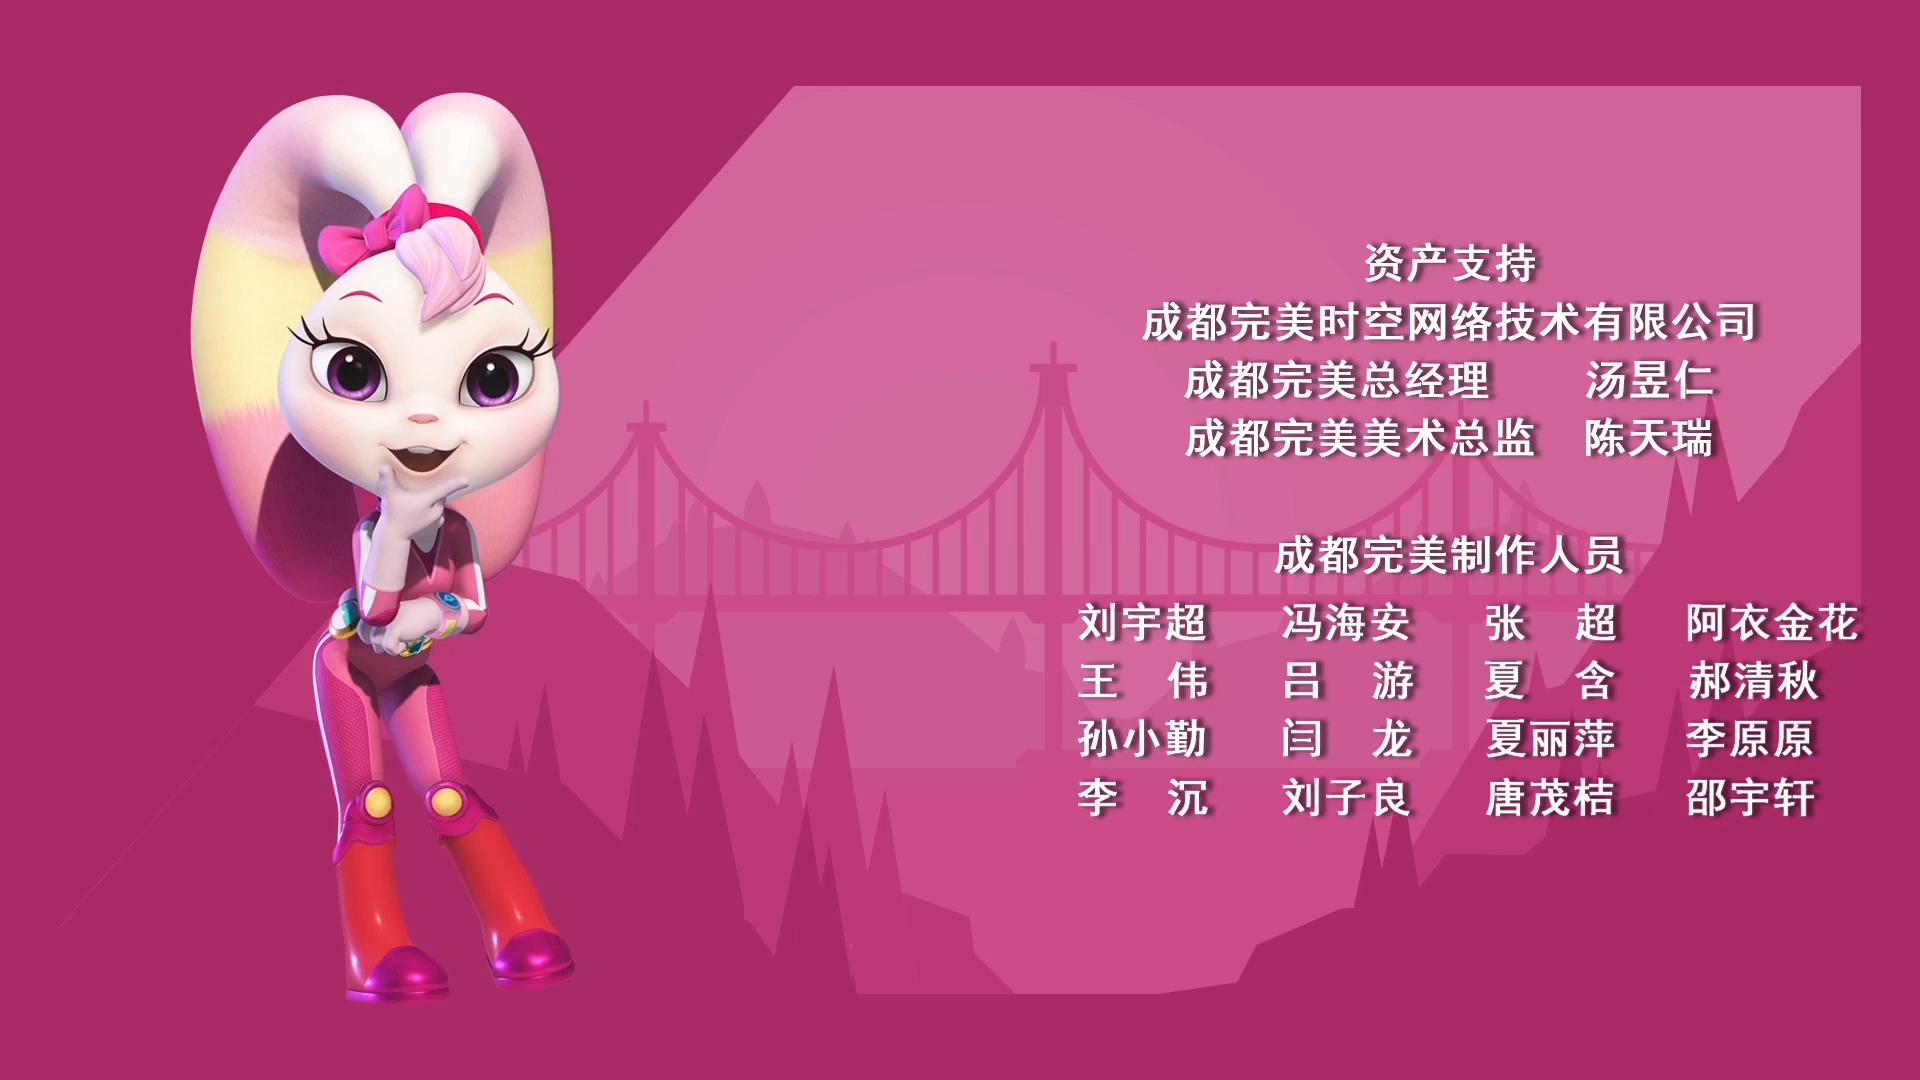 资产支持
成都完美时空网络技术有限公司
成都完美总经理 汤昱仁
成都完美美术总监 陈天瑞
成都完美制作人员
刘宇超 冯海安 张 超 阿衣金花
王 伟 吕 游 夏 含 郝清秋
孙小勤 闫 龙 夏丽萍 李原原
李 沉 刘子良 唐茂桔 邵宇轩